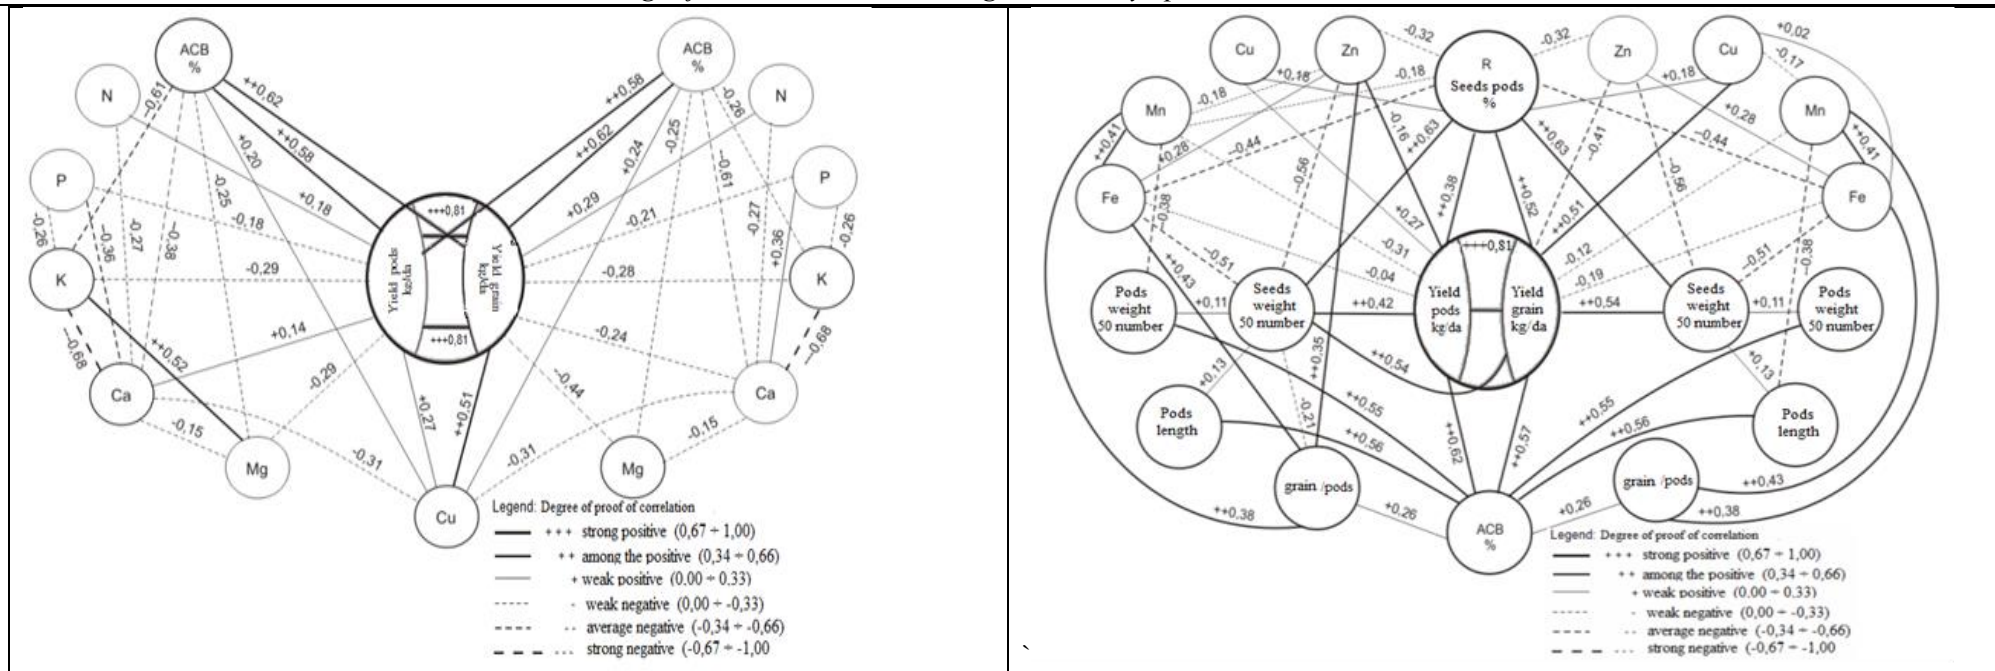 ACB
%
N
P
K
Ca
Mg
Cu
ACB
%
N
P
K
Ca
Mg
--0,61
++0,62
++0,58
+0,20
-0,25
+0,18
-0,18
-0,26
--0,36
-0,27
--0,38
-0,29
---0,68
++0,52
+0,14
-0,29
-0,15
-0,31
+0,27
++0,51
+++0,81
Yield pods
kg/da
Yield grain
kg/da
+++0,81
++0,58
++0,62
+0,24
-0,25
-0,26
--0,61
+0,29
-0,21
-0,27
+0,36
-0,26
-0,28
-0,24
---0,68
--0,44
-0,15
-0,31
Legend: Degree of proof of correlation
+++ strong positive (0,67 ÷ 1,00)
++ among the positive (0,34 ÷ 0,66)
+ weak positive (0,00 ÷ 0,33)
- weak negative (0,00 ÷ -0,33)
-- average negative (-0,34 ÷ -0,66)
--- strong negative (-0,67 ÷ -1,00
Cu
Zn
-0,32
R
Seeds pods
%
-0,32
Zn
Cu
+0,02
-0,17
Mn
+0,18
-0,18
-0,18
+0,18
Mn
++0,41
+0,28
--0,44
-0,16
++0,63
++0,63
--0,41
--0,44
+0,28
++0,41
Fe
--0,56
++0,38
++0,52
--0,56
Fe
--0,38
+0,27
++0,51
-0,31
-0,12
--0,38
--0,51
-0,04
+++0,81
-0,19
--0,51
++0,43
Pods
weight
50 number
+0,11
Seeds
weight
50 number
++0,42
Yield
pods
kg/da
Yield
grain
kg/da
++0,54
Seeds
weight
50 number
+0,11
Pods
weight
50 number
++0,35
++0,54
+0,13
+0,13
Pods
length
-0,21
++0,55
++0,56
++0,62
++0,57
++0,55
++0,56
Pods
length
grain /pods
grain /pods
++0,43
++0,38
+0,26
ACB
%
+0,26
++0,38
Legend: Degree of proof of correlation
+++ strong positive (0,67 ÷ 1,00)
++ among the positive (0,34 ÷ 0,66)
+ weak positive (0,00 ÷ 0,33)
- weak negative (0,00 ÷ -0,33)
-- average negative (-0,34 ÷ -0,66)
--- strong negative (-0,67 ÷ -1,00